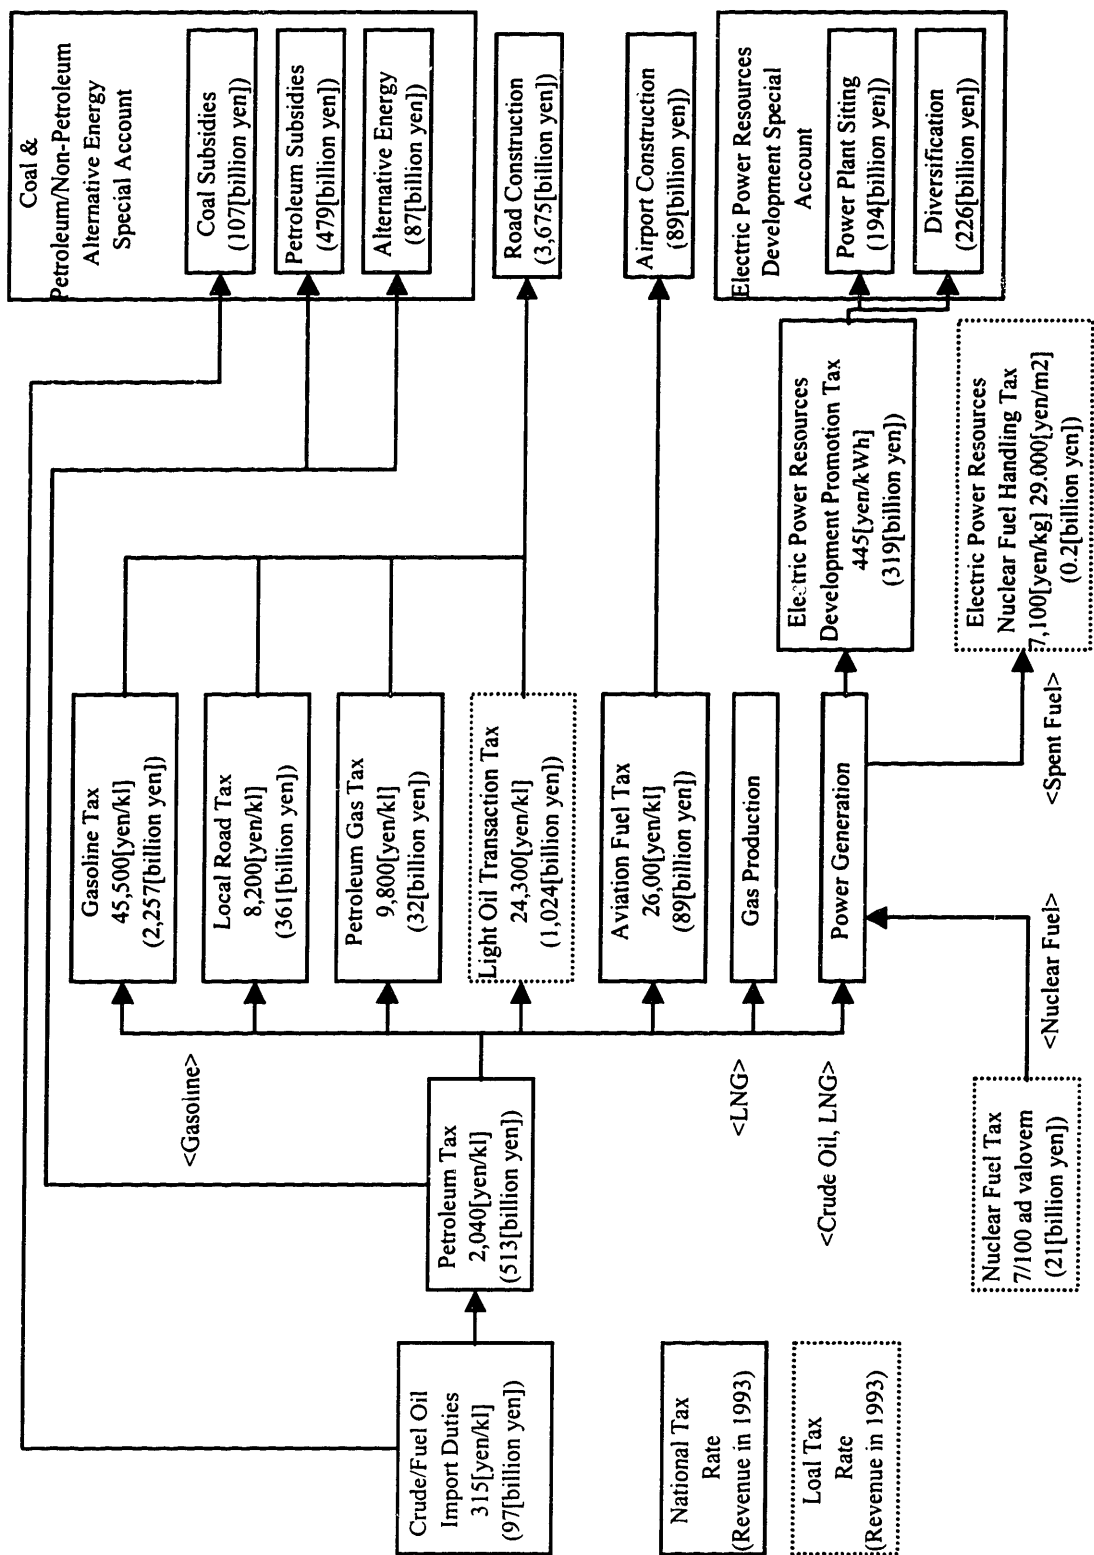 Coal &
Petroleum/Non-Petroleum
Alternative Energy
Special Account
Coal Subsidies
(107[billion yen])
Petroleum Subsidies
(479[billion yen])
Alternative Energy
(87[billion yen])
Road Construction
(3,675[billion yen])
Airport Construction
(89[billion yen])
Electric Power Resources
Development Special
Account
Power Plant Siting
(194[billion yen])
Diversification
(226[billion yen])
Gasoline Tax
45,500[yen/kl]
(2,257[billion yen])
Local Road Tax
8,200[yen/kl]
(361[billion yen])
Petroleum Gas Tax
9,800[yen/kl]
(32[billion yen])
Light Oil Transaction Tax
24,300[yen/kl]
(1,024[billion yen])
Aviation Fuel Tax
26,00[yen/kl]
(89[billion yen])
Gas Production
Power Generation
Electric Power Resources
Development Promotion Tax
445[yen/kWh]
(319[billion yen])
Electric Power Resources
Nuclear Fuel Handling Tax
7,100[yen/kg] 29.000[yen/m2]
(0.2[billion yen])
<Spent Fuel>
<Nuclear Fuel>
<Gasoline>
<LNG>
<Crude Oil, LNG>
Petroleum Tax
2,040[yen/kl]
(513[billion yen])
Nuclear Fuel Tax
7/100 ad valovem
(21[billion yen])
Crude/Fuel Oil
Import Duties
315[yen/kl]
(97[billion yen])
National Tax
Rate
(Revenue in 1993)
Loal Tax
Rate
(Revenue in 1993)